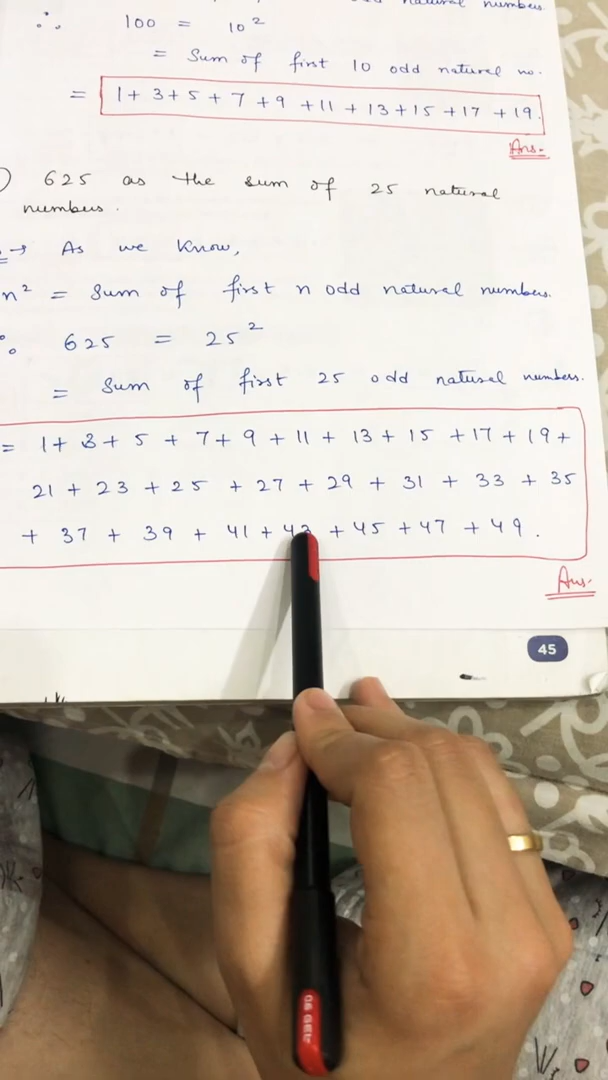 natural numbers.
∴ 100 = 10²
= Sum of first 10 odd natural no.
= 1 + 3 + 5 + 7 + 9 + 11 + 13 + 15 + 17 + 19.
Ans.
) 625 as the sum of 25 natural
numbers.
→ As we know,
n² = Sum of first n odd natural numbers.
∴ 625 = 25²
= Sum of first 25 odd natural numbers.
= 1 + 3 + 5 + 7 + 9 + 11 + 13 + 15 + 17 + 19 +
21 + 23 + 25 + 27 + 29 + 31 + 33 + 35
+ 37 + 39 + 41 + 43 + 45 + 47 + 49.
Ans.
45